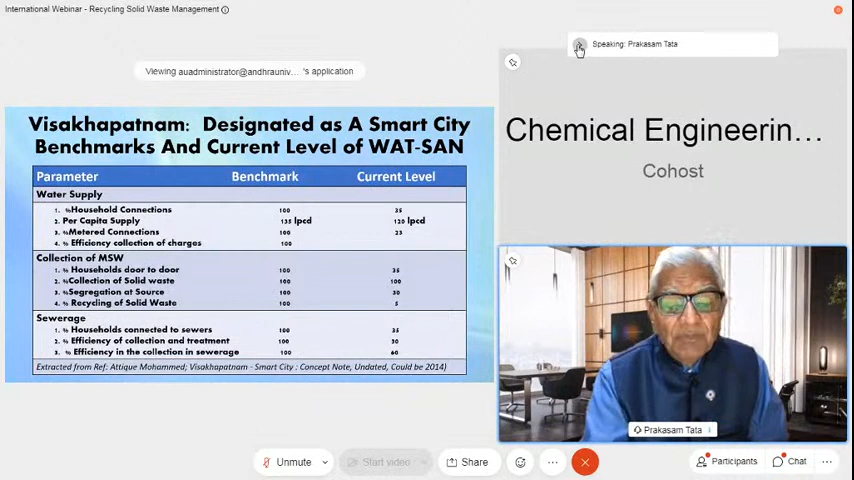 International Webinar - Recycling Solid Waste Management
Viewing auadministrator@andhrauniv... 's application
Speaking: Prakasam Tata
Visakhapatnam: Designated as A Smart City
Benchmarks And Current Level of WAT-SAN
Parameter Benchmark Current Level
Water Supply
1. %Household Connections 100 35
2. Per Capita Supply 135 lpcd 120 lpcd
3. %Metered Connections 100 23
4. % Efficiency collection of charges 100
Collection of MSW
1. % Households door to door 100 35
2. %Collection of Solid waste 100 100
3. %Segregation at Source 100 30
4. % Recycling of Solid Waste 100 5
Sewerage
1. % Households connected to sewers 100 35
2. % Efficiency of collection and treatment 100 30
3. % Efficiency in the collection in sewerage 100 60
Extracted from Ref: Attique Mohammed; Visakhapatnam - Smart City : Concept Note, Undated, Could be 2014)
Chemical Engineerin...
Cohost
Prakasam Tata
Unmute
Start video
Share
Participants
Chat